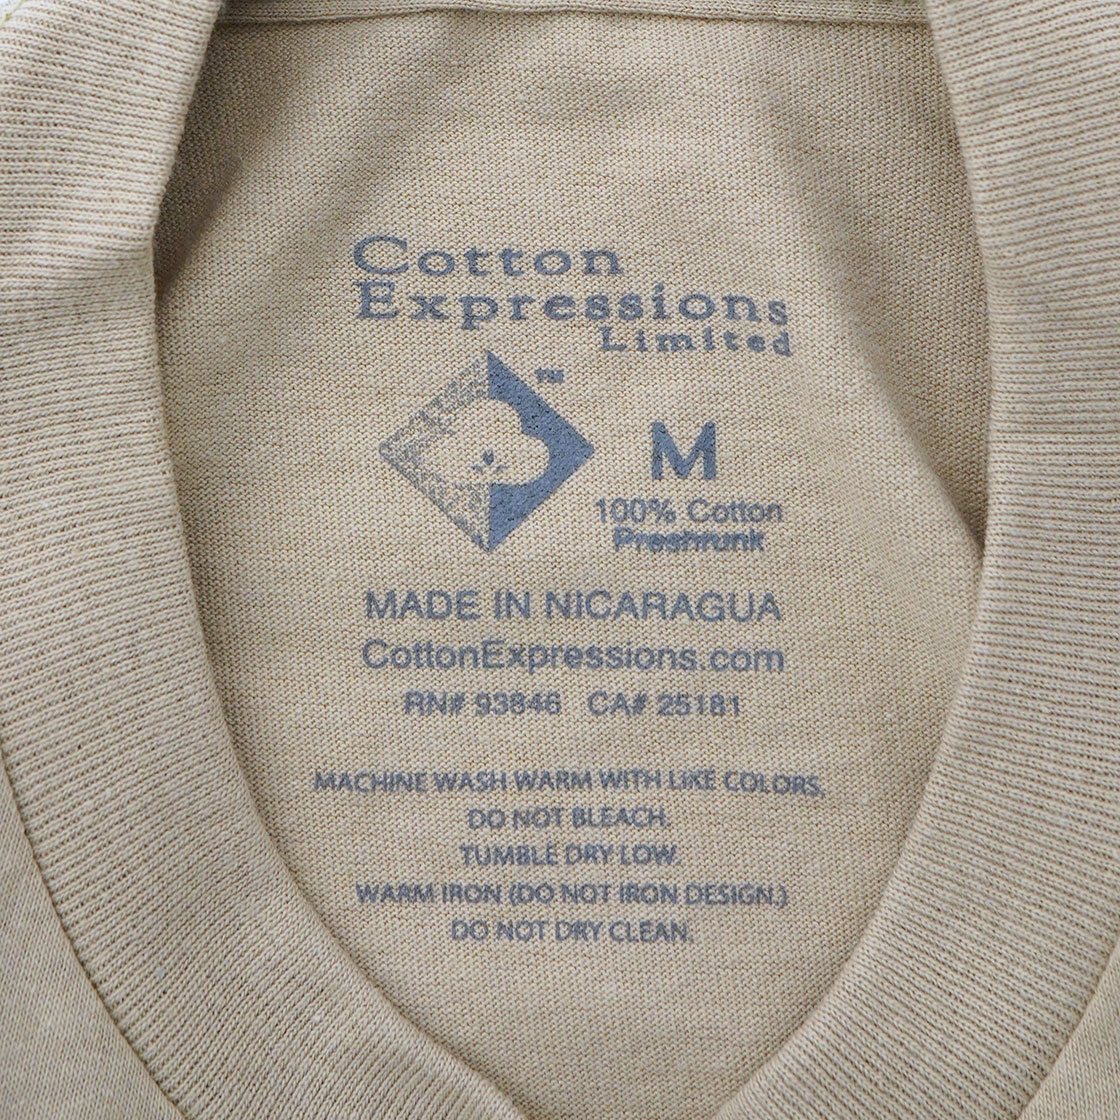 Cotton
Expressions
Limited
TM
M
100% Cotton
Preshrunk
MADE IN NICARAGUA
CottonExpressions.com
RN# 93846 CA# 25181
MACHINE WASH WARM WITH LIKE COLORS.
DO NOT BLEACH.
TUMBLE DRY LOW.
WARM IRON (DO NOT IRON DESIGN.)
DO NOT DRY CLEAN.